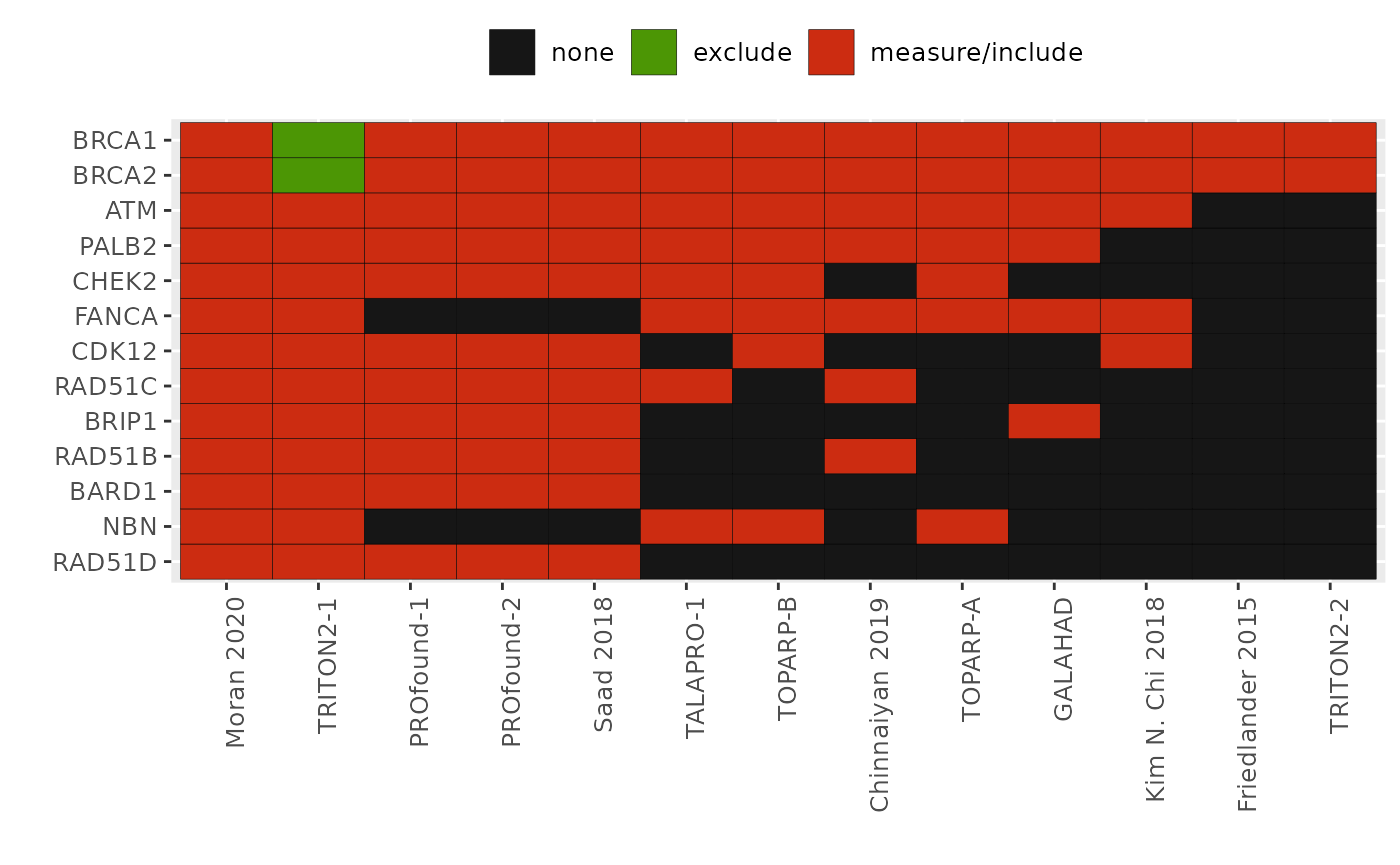 none exclude measure/include
BRCA1
BRCA2
ATM
PALB2
CHEK2
FANCA
CDK12
RAD51C
BRIP1
RAD51B
BARD1
NBN
RAD51D
Moran 2020
TRITON2-1
PROfound-1
PROfound-2
Saad 2018
TALAPRO-1
TOPARP-B
Chinnaiyan 2019
TOPARP-A
GALAHAD
Kim N. Chi 2018
Friedlander 2015
TRITON2-2